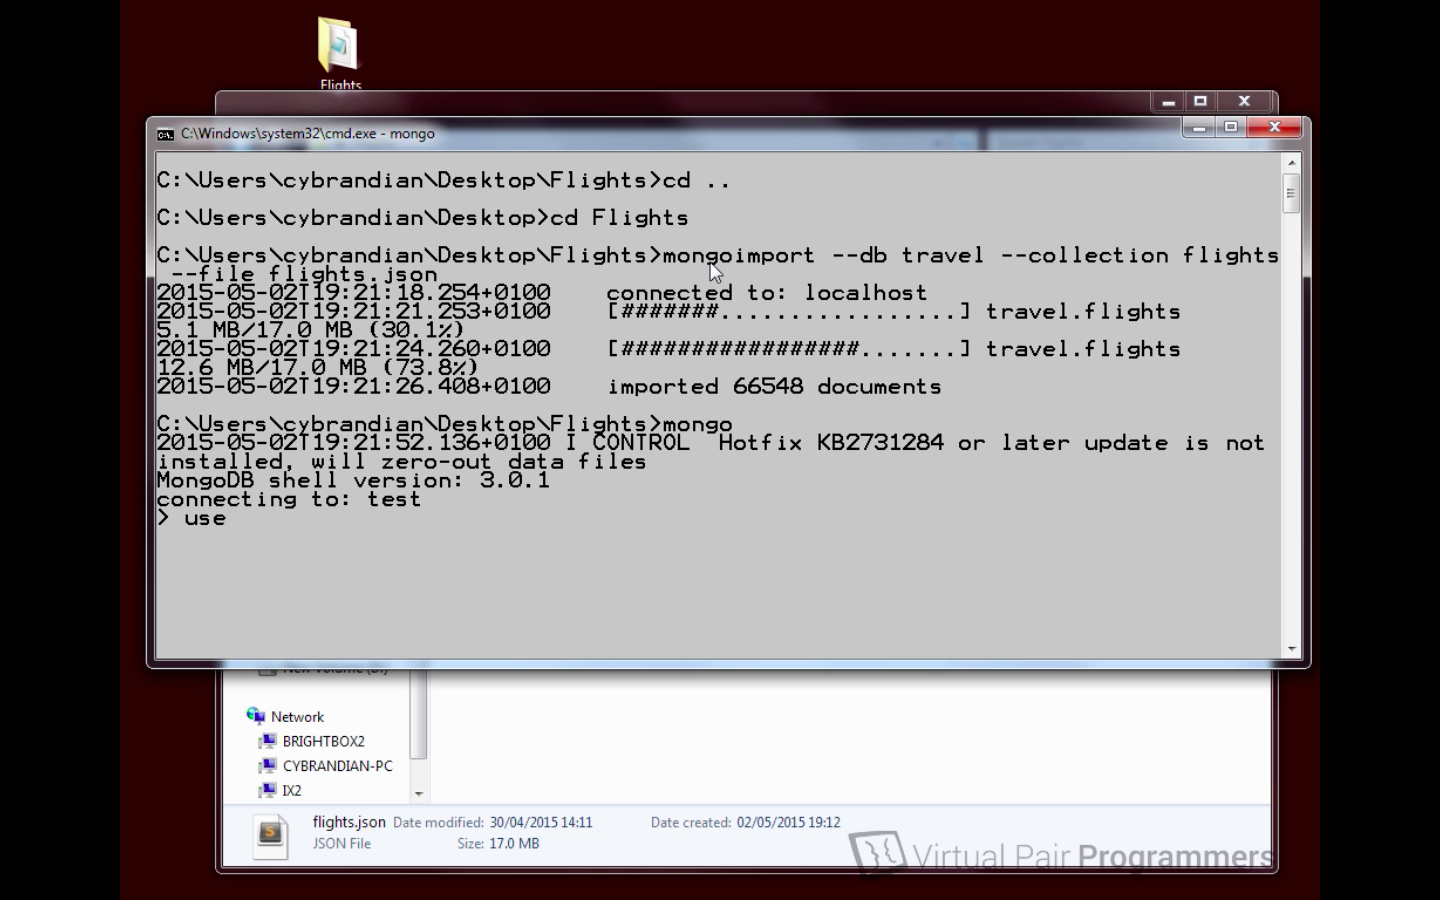 Flights
C:\Windows\system32\cmd.exe - mongo
C:\Users\cybrandian\Desktop\Flights>cd ..
C:\Users\cybrandian\Desktop>cd Flights
C:\Users\cybrandian\Desktop\Flights>mongoimport --db travel --collection flights
--file flights.json
2015-05-02T19:21:18.254+0100 connected to: localhost
2015-05-02T19:21:21.253+0100 [#######.................] travel.flights
5.1 MB/17.0 MB (30.1%)
2015-05-02T19:21:24.260+0100 [#################.......] travel.flights
12.6 MB/17.0 MB (73.8%)
2015-05-02T19:21:26.408+0100 imported 66548 documents
C:\Users\cybrandian\Desktop\Flights>mongo
2015-05-02T19:21:52.136+0100 I CONTROL Hotfix KB2731284 or later update is not
installed, will zero-out data files
MongoDB shell version: 3.0.1
connecting to: test
> use
New Volume (D:)
Network
BRIGHTBOX2
CYBRANDIAN-PC
IX2
flights.json Date modified: 30/04/2015 14:11 Date created: 02/05/2015 19:12
JSON File Size: 17.0 MB
Virtual Pair Programmers